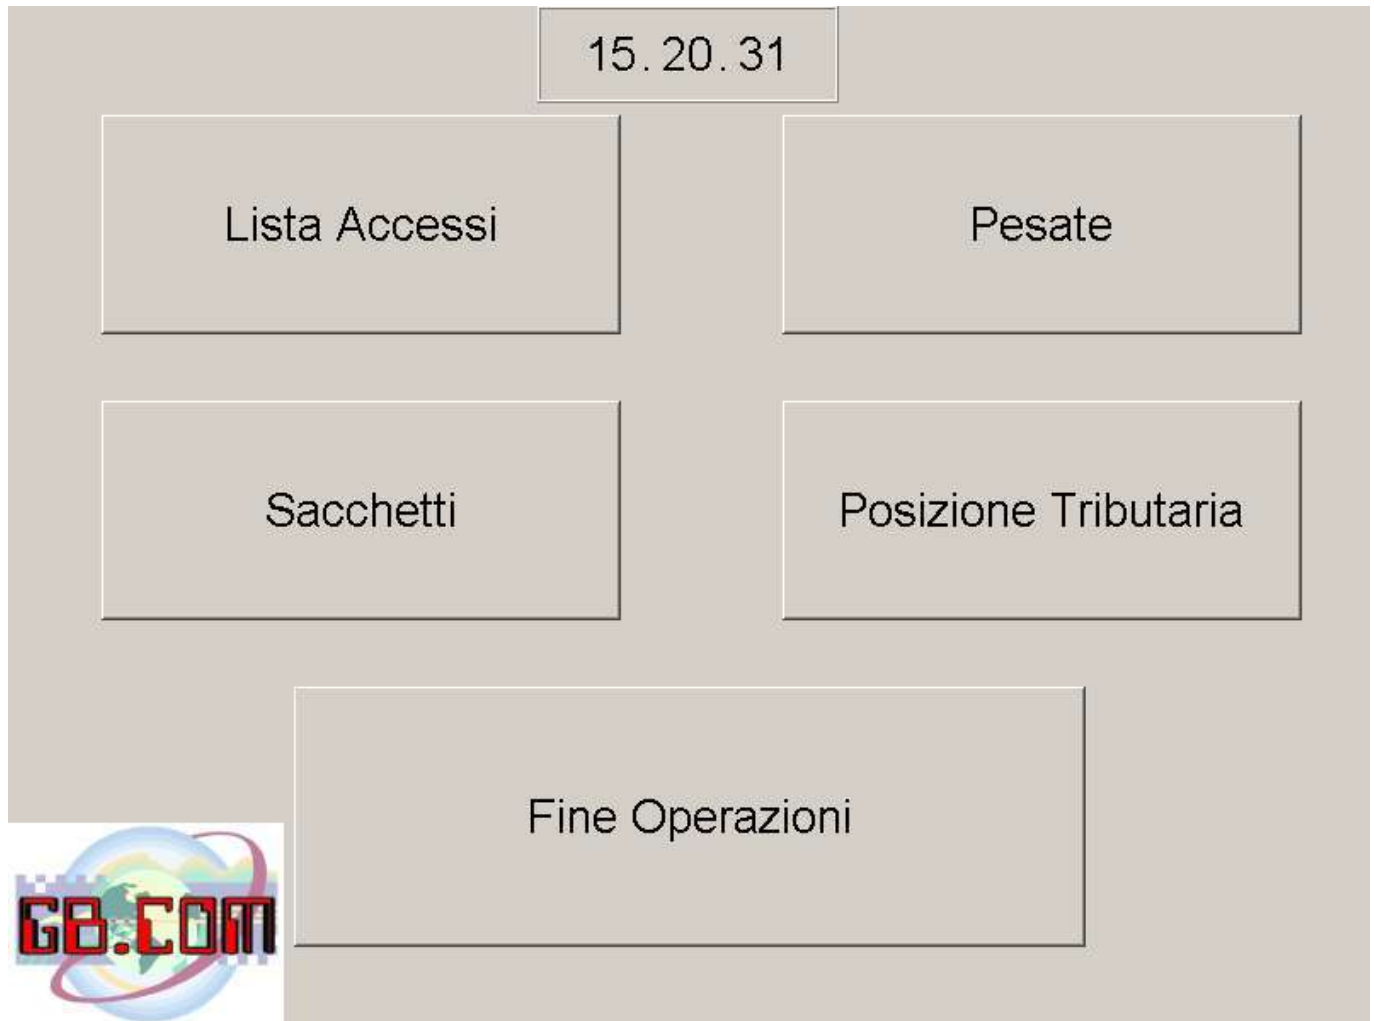 15.20.31
Lista Accessi
Pesate
Sacchetti
Posizione Tributaria
Fine Operazioni
GB.COM